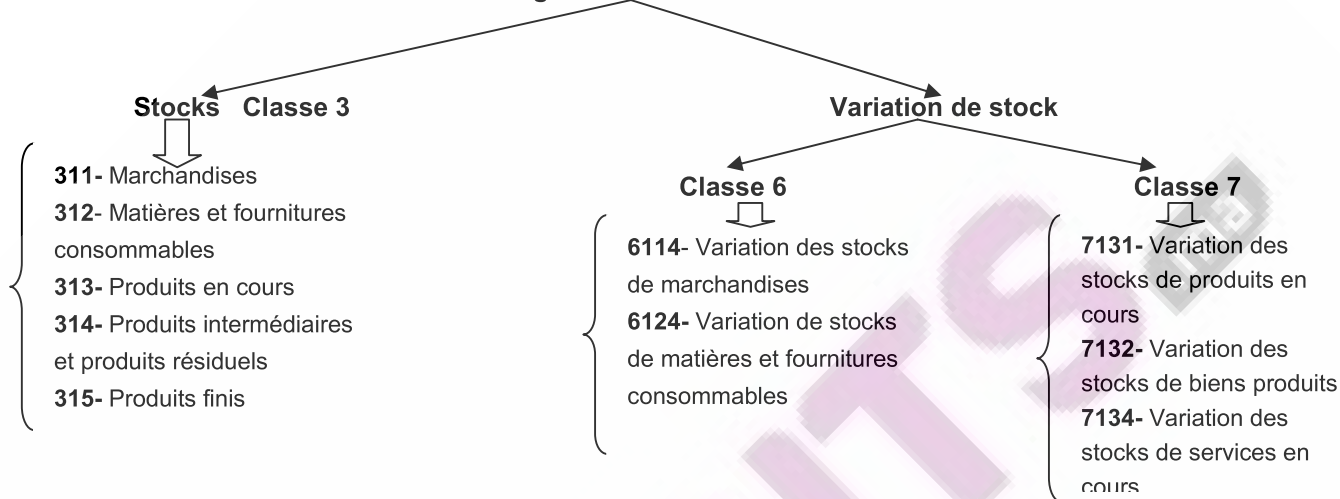 Stocks Classe 3
311- Marchandises
312- Matières et fournitures
consommables
313- Produits en cours
314- Produits intermédiaires
et produits résiduels
315- Produits finis
Variation de stock
Classe 6
6114- Variation des stocks
de marchandises
6124- Variation de stocks
de matières et fournitures
consommables
Classe 7
7131- Variation des
stocks de produits en
cours
7132- Variation des
stocks de biens produits
7134- Variation des
stocks de services en
cours